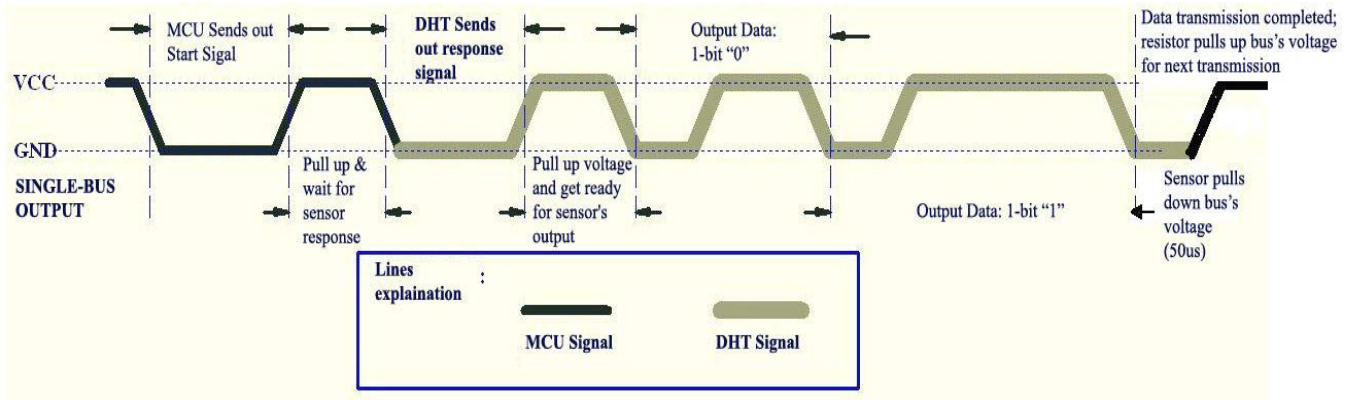 MCU Sends out
Start Sigal
DHT Sends
out response
signal
Output Data:
1-bit “0”
Data transmission completed;
resistor pulls up bus’s voltage
for next transmission
VCC
GND
SINGLE-BUS
OUTPUT
Pull up &
wait for
sensor
response
Pull up voltage
and get ready
for sensor's
output
Output Data: 1-bit “1”
Sensor pulls
down bus’s
voltage
(50us)
Lines :
explaination
MCU Signal
DHT Signal